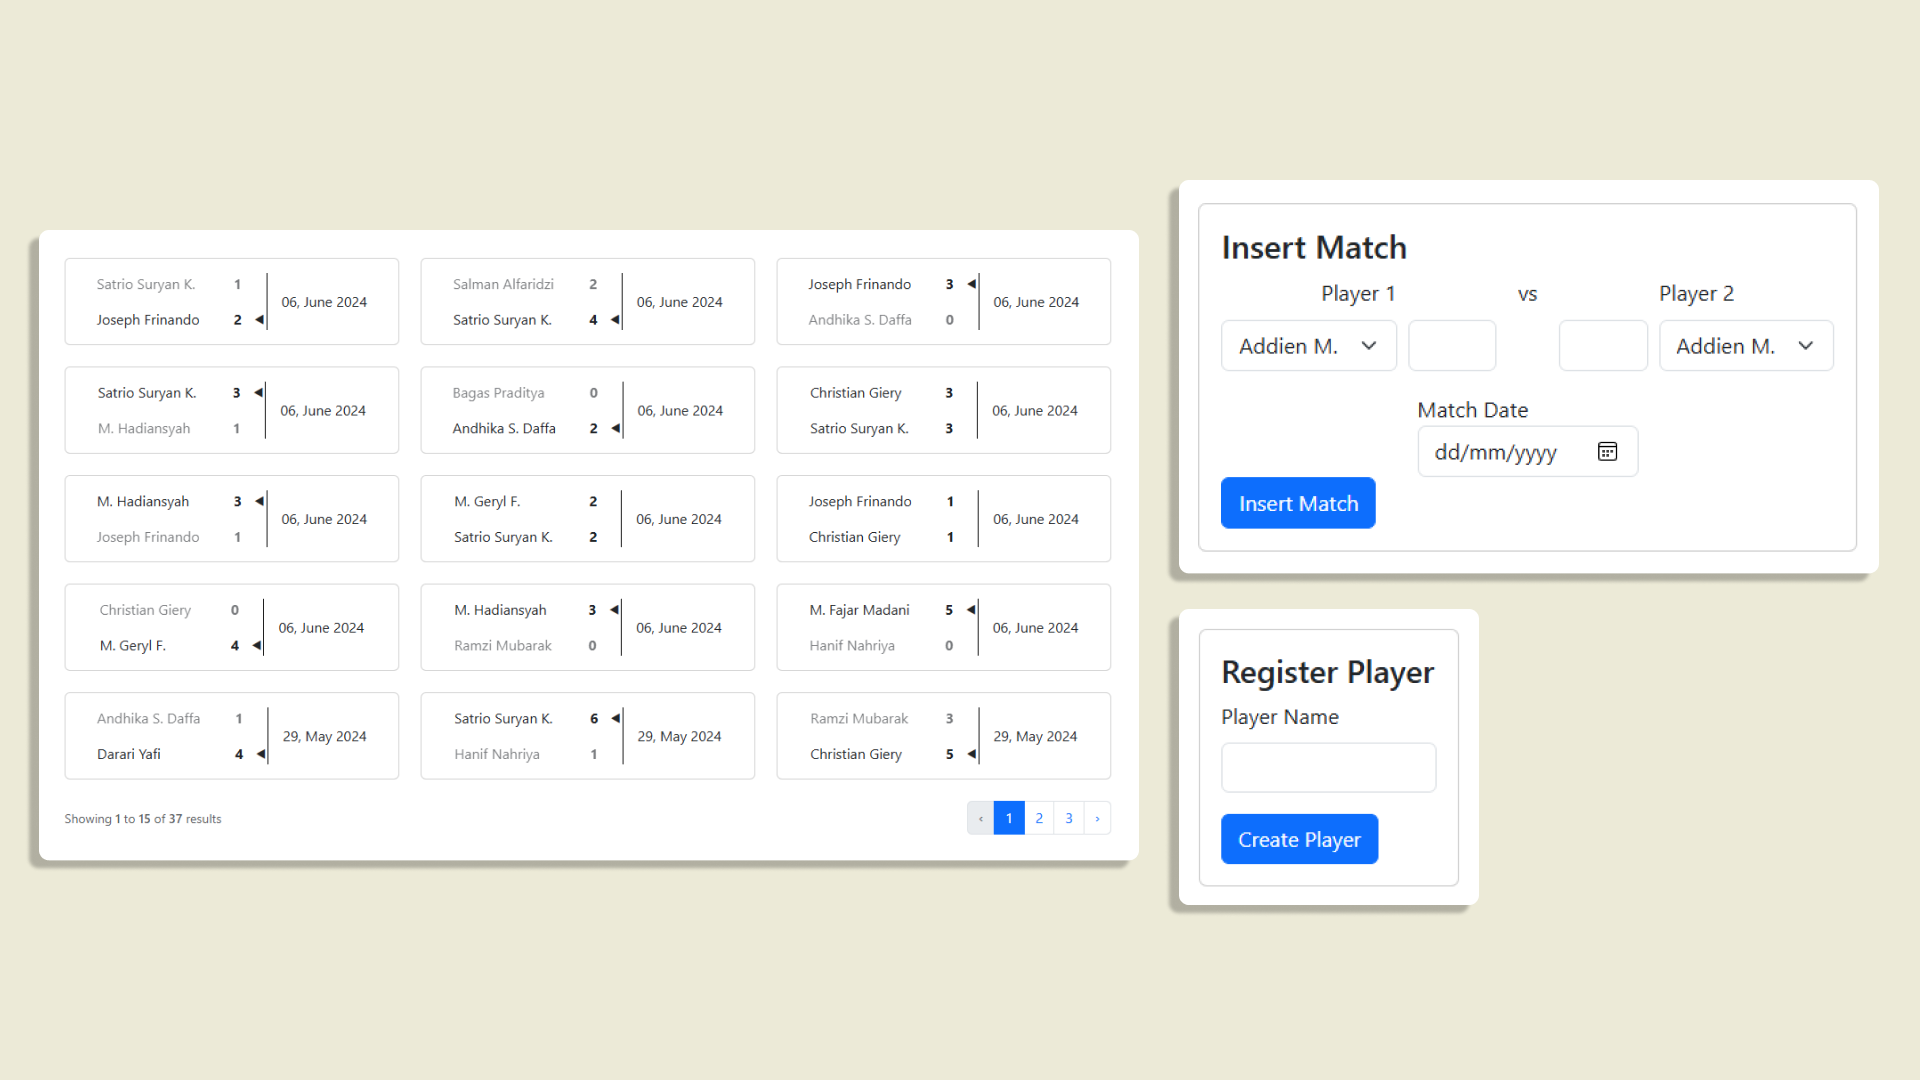 Satrio Suryan K. 1
Joseph Frinando 2 ◀
06, June 2024
Salman Alfaridzi 2
Satrio Suryan K. 4 ◀
06, June 2024
Joseph Frinando 3 ◀
Andhika S. Daffa 0
06, June 2024
Satrio Suryan K. 3 ◀
M. Hadiansyah 1
06, June 2024
Bagas Praditya 0
Andhika S. Daffa 2 ◀
06, June 2024
Christian Giery 3
Satrio Suryan K. 3
06, June 2024
M. Hadiansyah 3 ◀
Joseph Frinando 1
06, June 2024
M. Geryl F. 2
Satrio Suryan K. 2
06, June 2024
Joseph Frinando 1
Christian Giery 1
06, June 2024
Christian Giery 0
M. Geryl F. 4 ◀
06, June 2024
M. Hadiansyah 3 ◀
Ramzi Mubarak 0
06, June 2024
M. Fajar Madani 5 ◀
Hanif Nahriya 0
06, June 2024
Andhika S. Daffa 1
Darari Yafi 4 ◀
29, May 2024
Satrio Suryan K. 6 ◀
Hanif Nahriya 1
29, May 2024
Ramzi Mubarak 3
Christian Giery 5 ◀
29, May 2024
Showing 1 to 15 of 37 results
‹ 1 2 3 ›
Insert Match
Player 1 vs Player 2
Addien M. Addien M.
Match Date
dd/mm/yyyy
Insert Match
Register Player
Player Name
Create Player